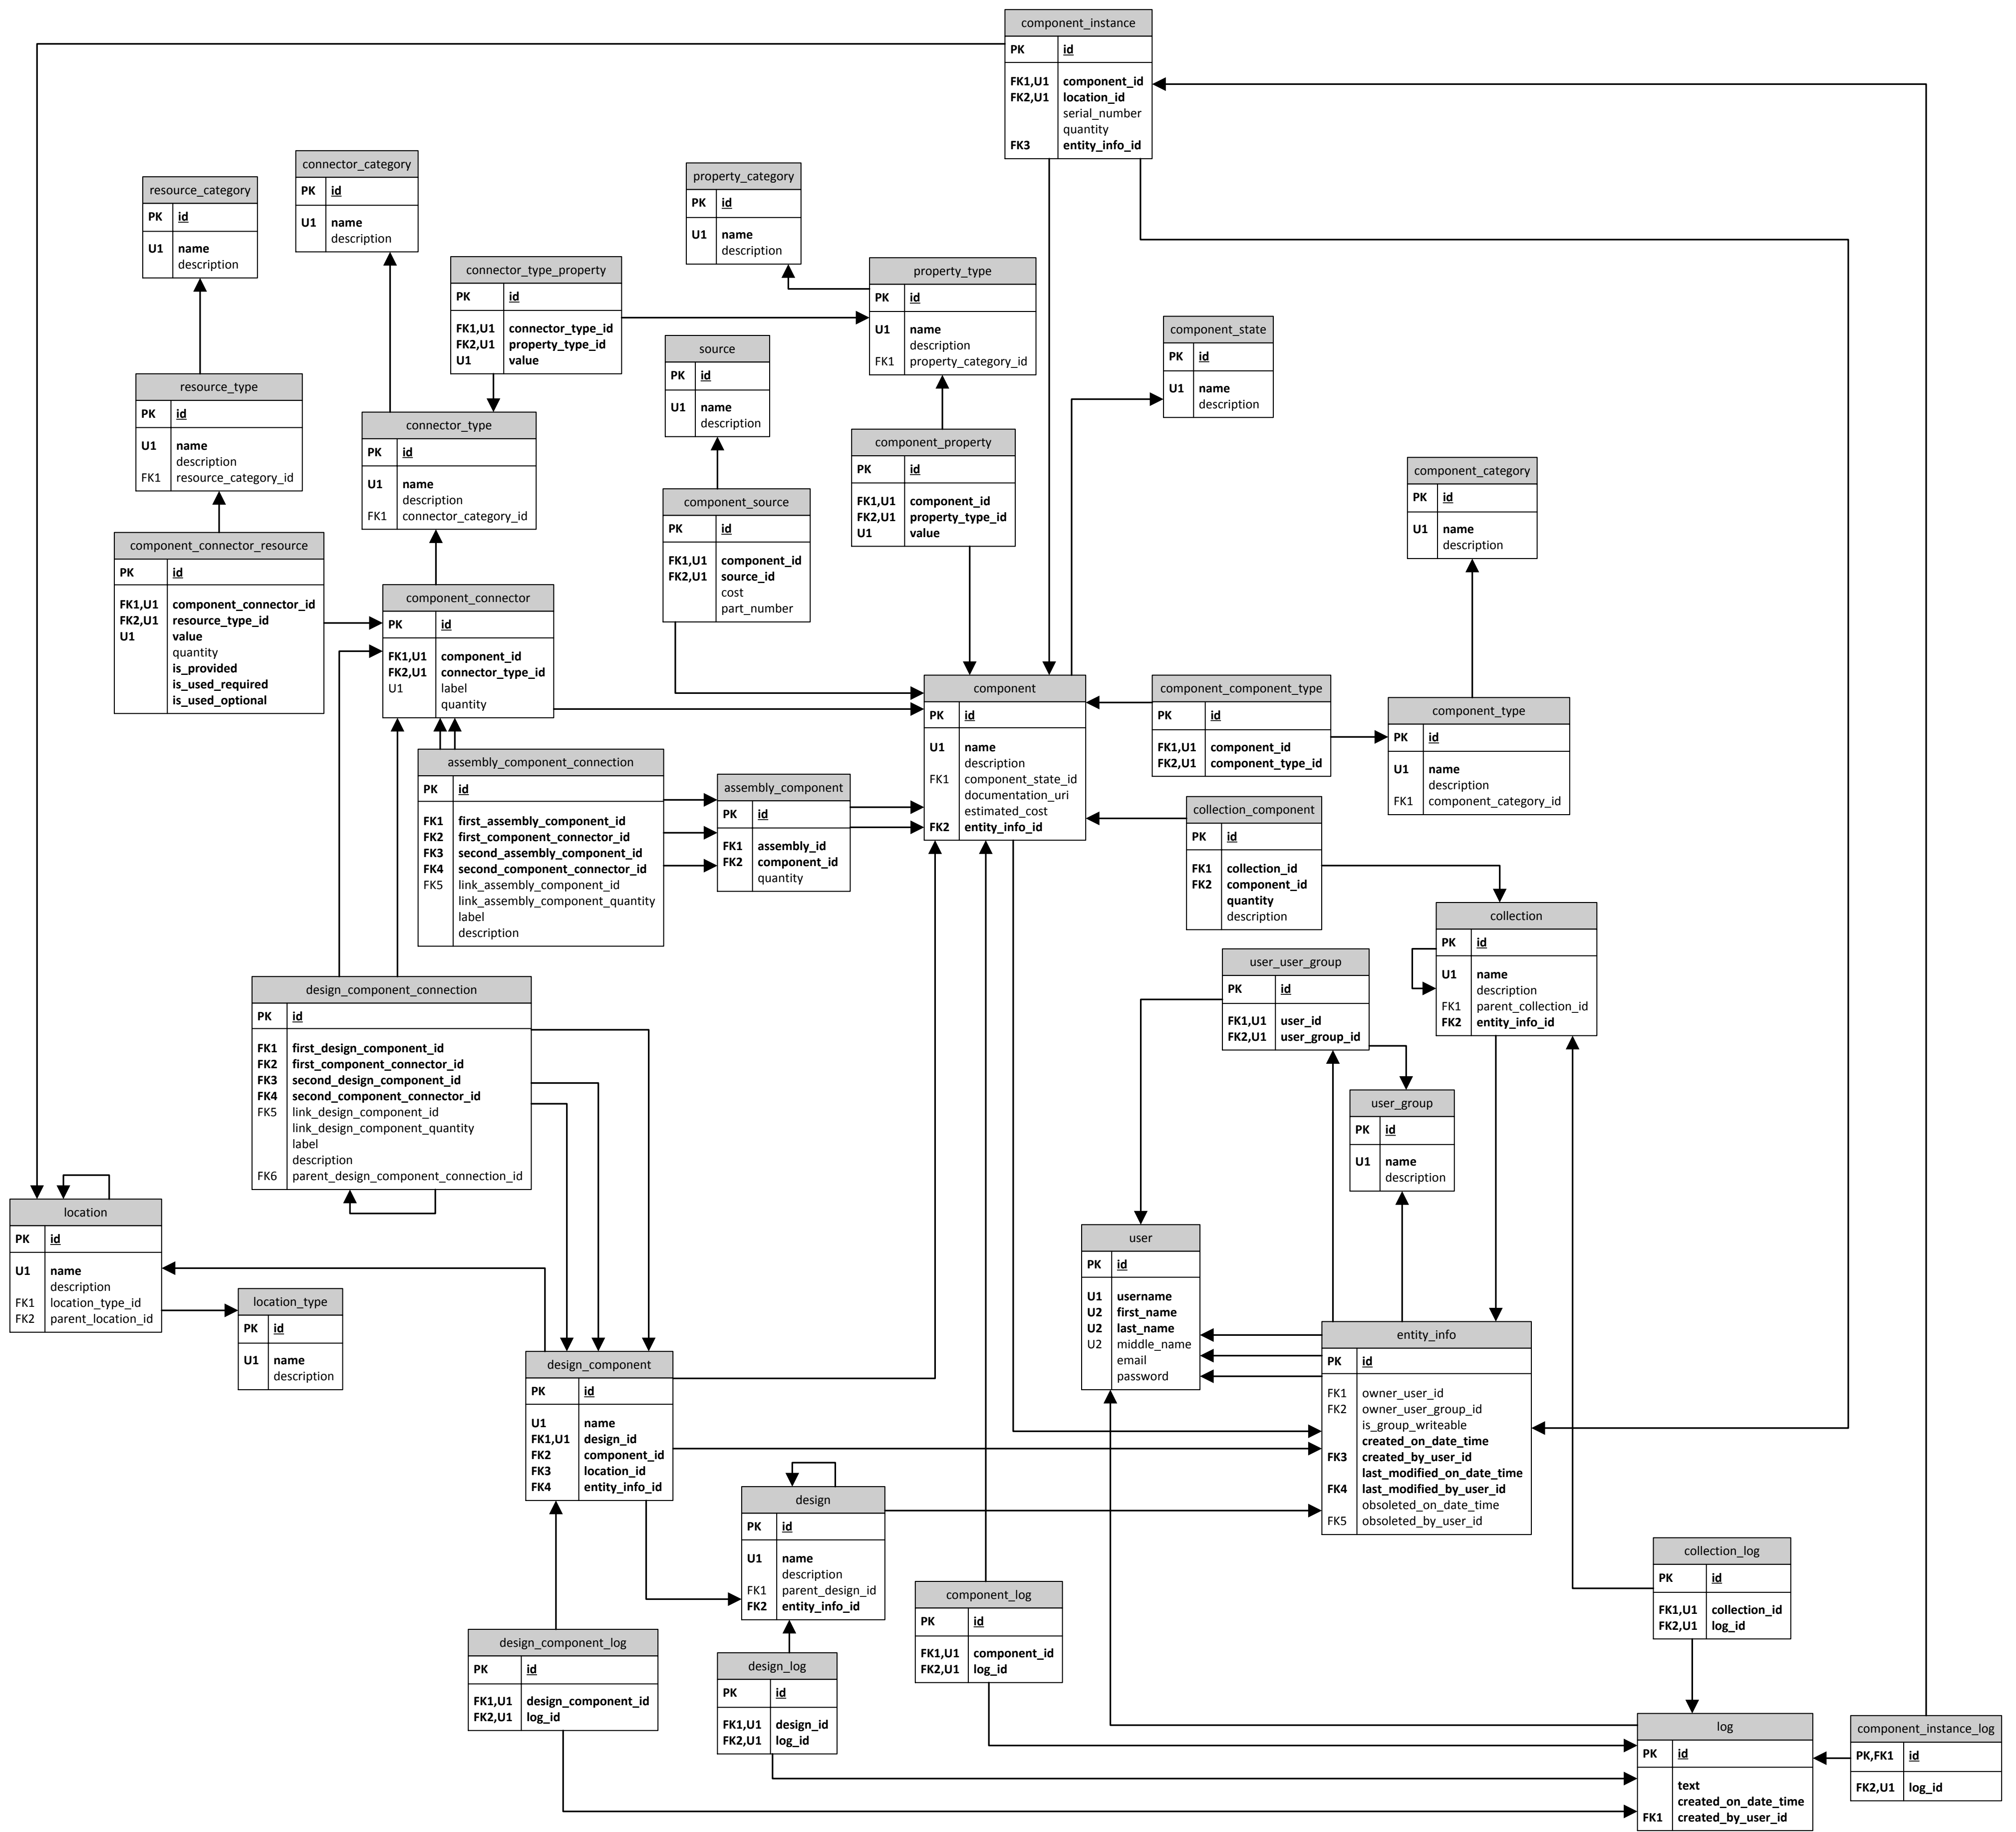 component_instance
PK id
FK1,U1 component_id
FK2,U1 location_id
serial_number
quantity
FK3 entity_info_id
connector_category
PK id
U1 name
description
resource_category
PK id
U1 name
description
property_category
PK id
U1 name
description
connector_type_property
PK id
FK1,U1 connector_type_id
FK2,U1 property_type_id
U1 value
property_type
PK id
U1 name
description
FK1 property_category_id
source
PK id
U1 name
description
component_state
PK id
U1 name
description
resource_type
PK id
U1 name
description
FK1 resource_category_id
connector_type
PK id
U1 name
description
FK1 connector_category_id
component_property
PK id
FK1,U1 component_id
FK2,U1 property_type_id
U1 value
component_category
PK id
U1 name
description
component_source
PK id
FK1,U1 component_id
FK2,U1 source_id
cost
part_number
component_connector_resource
PK id
FK1,U1 component_connector_id
FK2,U1 resource_type_id
U1 value
quantity
is_provided
is_used_required
is_used_optional
component_connector
PK id
FK1,U1 component_id
FK2,U1 connector_type_id
U1 label
quantity
component
PK id
U1 name
description
FK1 component_state_id
documentation_uri
estimated_cost
FK2 entity_info_id
component_component_type
PK id
FK1,U1 component_id
FK2,U1 component_type_id
component_type
PK id
U1 name
description
FK1 component_category_id
assembly_component_connection
PK id
FK1 first_assembly_component_id
FK2 first_component_connector_id
FK3 second_assembly_component_id
FK4 second_component_connector_id
FK5 link_assembly_component_id
link_assembly_component_quantity
label
description
assembly_component
PK id
FK1 assembly_id
FK2 component_id
quantity
collection_component
PK id
FK1 collection_id
FK2 component_id
quantity
description
collection
PK id
U1 name
description
FK1 parent_collection_id
FK2 entity_info_id
user_user_group
PK id
FK1,U1 user_id
FK2,U1 user_group_id
design_component_connection
PK id
FK1 first_design_component_id
FK2 first_component_connector_id
FK3 second_design_component_id
FK4 second_component_connector_id
FK5 link_design_component_id
link_design_component_quantity
label
description
FK6 parent_design_component_connection_id
user_group
PK id
U1 name
description
location
PK id
U1 name
description
FK1 location_type_id
FK2 parent_location_id
location_type
PK id
U1 name
description
user
PK id
U1 username
U2 first_name
U2 last_name
U2 middle_name
email
password
entity_info
PK id
FK1 owner_user_id
FK2 owner_user_group_id
is_group_writeable
created_on_date_time
FK3 created_by_user_id
last_modified_on_date_time
FK4 last_modified_by_user_id
obsoleted_on_date_time
FK5 obsoleted_by_user_id
design_component
PK id
U1 name
FK1,U1 design_id
FK2 component_id
FK3 location_id
FK4 entity_info_id
design
PK id
U1 name
description
FK1 parent_design_id
FK2 entity_info_id
collection_log
PK id
FK1,U1 collection_id
FK2,U1 log_id
component_log
PK id
FK1,U1 component_id
FK2,U1 log_id
design_component_log
PK id
FK1,U1 design_component_id
FK2,U1 log_id
design_log
PK id
FK1,U1 design_id
FK2,U1 log_id
log
PK id
text
created_on_date_time
FK1 created_by_user_id
component_instance_log
PK,FK1 id
FK2,U1 log_id